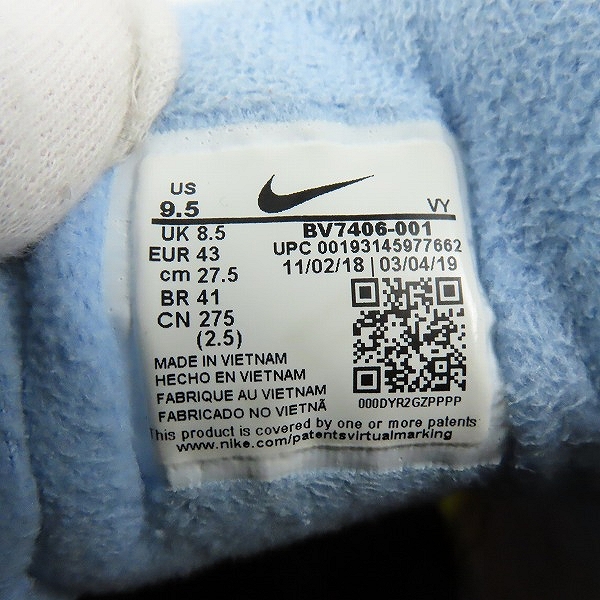 US
9.5
VY
UK 8.5
BV7406-001
EUR 43
UPC 00193145977662
cm 27.5
11/02/18 | 03/04/19
BR 41
CN 275
(2.5)
MADE IN VIETNAM
HECHO EN VIETNAM
FABRIQUE AU VIETNAM
FABRICADO NO VIETNÃ
000DYR2GZPPPP
This product is covered by one or more patents
www.nike.com/patentsvirtualmarking